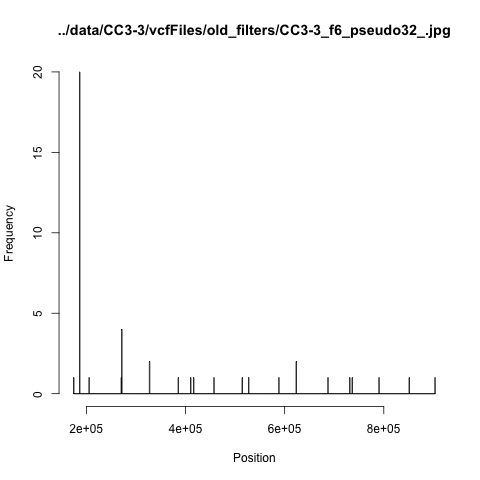 ../data/CC3-3/vcfFiles/old_filters/CC3-3_f6_pseudo32_.jpg
Frequency
20
15
10
5
0
2e+05 4e+05 6e+05 8e+05
Position